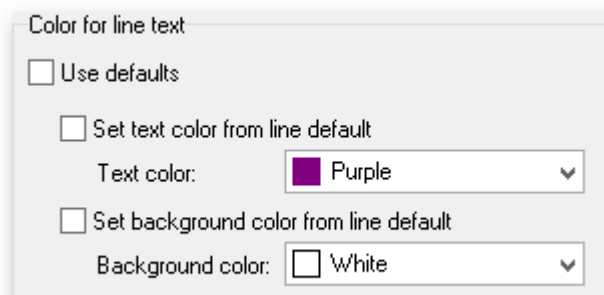 Color for line text
Use defaults
Set text color from line default
Text color: Purple
Set background color from line default
Background color: White